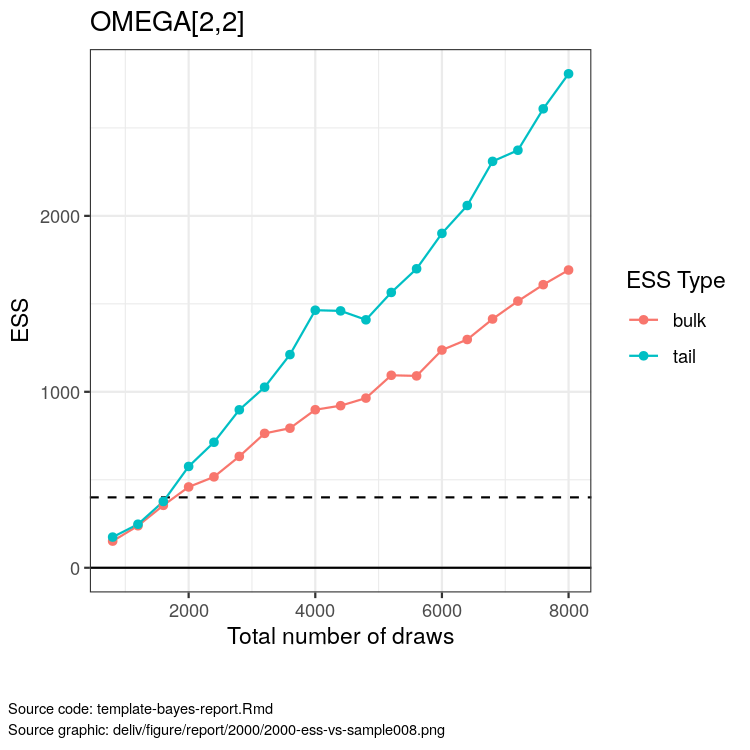 OMEGA[2,2]
ESS
2000
1000
0
2000 4000 6000 8000
Total number of draws
ESS Type
bulk
tail
Source code: template-bayes-report.Rmd
Source graphic: deliv/figure/report/2000/2000-ess-vs-sample008.png